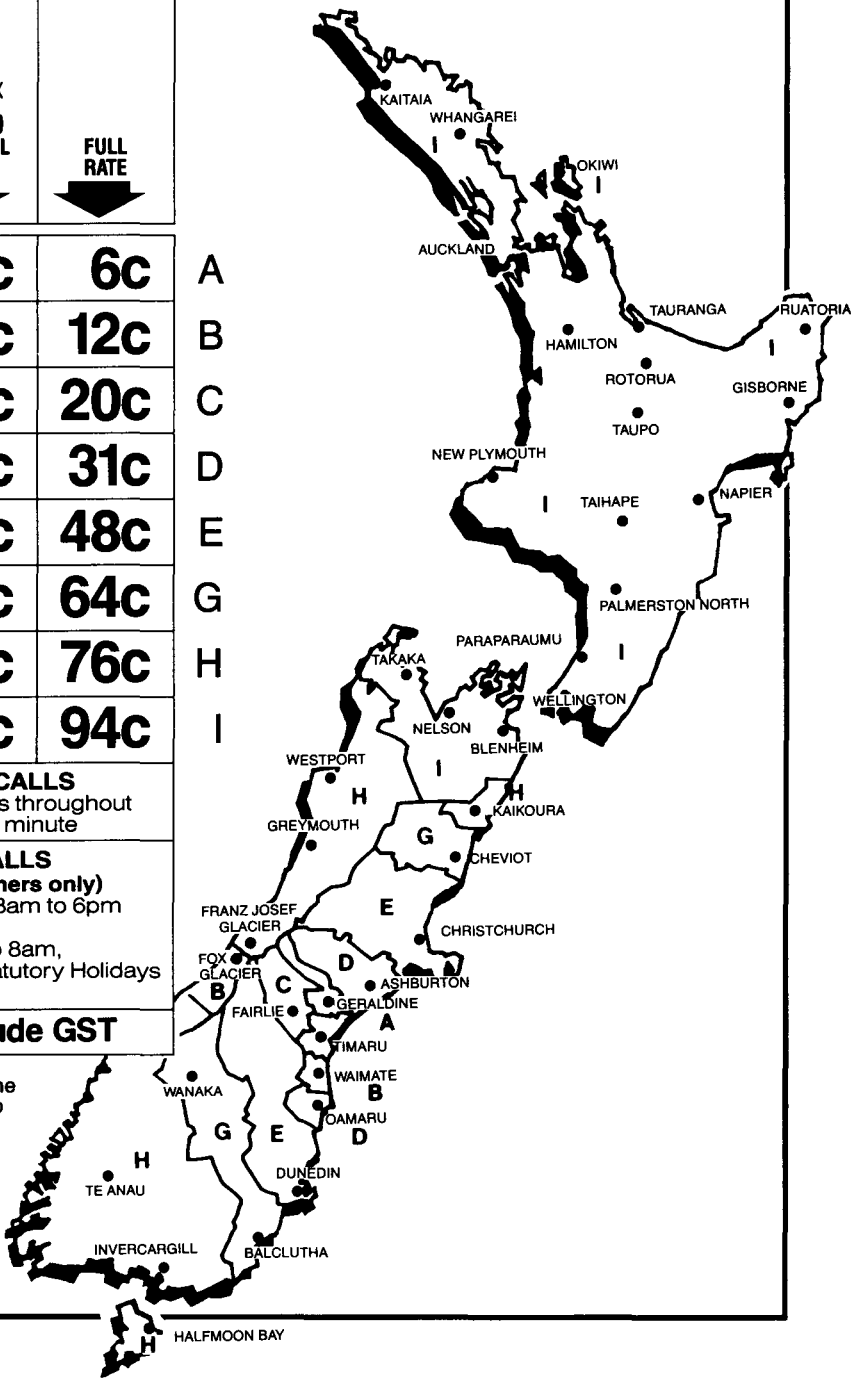 FULL
RATE
6c A
12c B
20c C
31c D
48c E
64c G
76c H
94c I
CALLS
s throughout
minute
ALLS
ners only)
8am to 6pm
8am,
atutory Holidays
ude GST
ne
KAITAIA
WHANGAREI
I
OKIWI
I
AUCKLAND
TAURANGA
RUATORIA
HAMILTON
I
ROTORUA
GISBORNE
TAUPO
NEW PLYMOUTH
NAPIER
I
TAIHAPE
PALMERSTON NORTH
PARAPARAUMU
I
TAKAKA
WELLINGTON
NELSON
BLENHEIM
WESTPORT
I
H
H
KAIKOURA
GREYMOUTH
G
CHEVIOT
E
FRANZ JOSEF
GLACIER
CHRISTCHURCH
FOX
GLACIER
D
B
C
ASHBURTON
GERALDINE
FAIRLIE
A
TIMARU
WAIMATE
WANAKA
B
OAMARU
G
E
D
H
DUNEDIN
TE ANAU
INVERCARGILL
BALCLUTHA
HALFMOON BAY
H